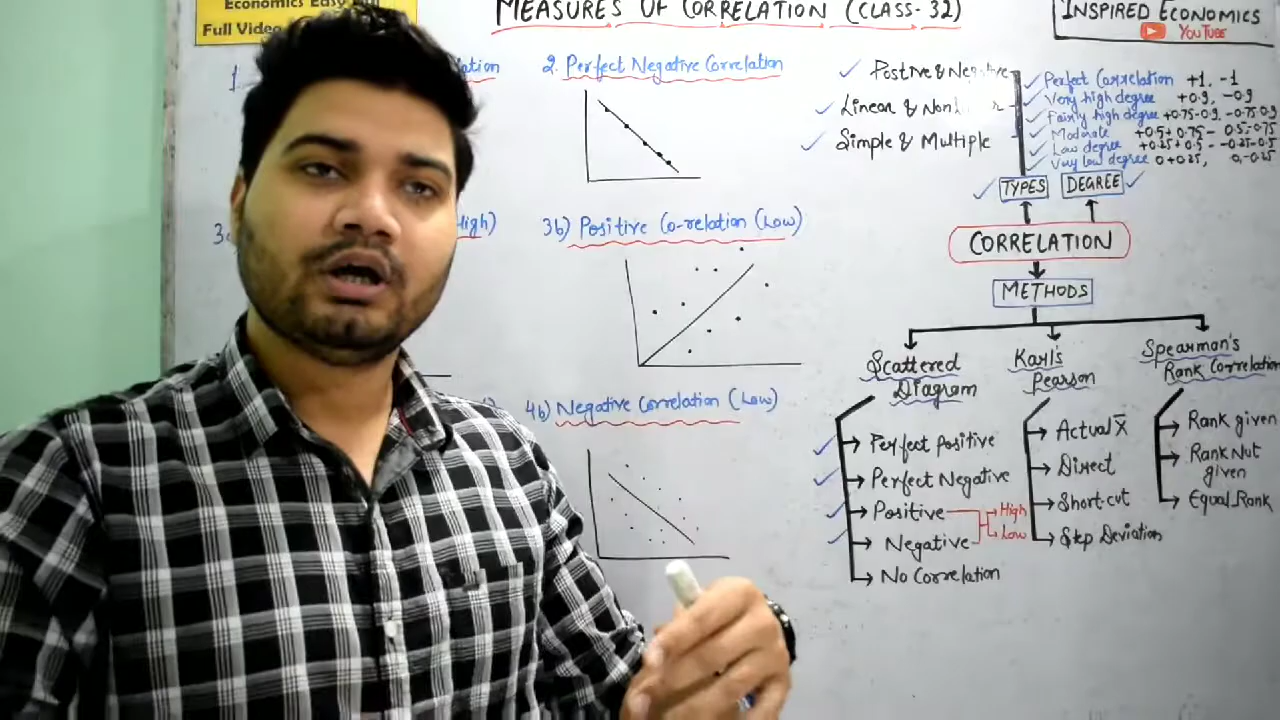 Economics Easy
Full Video
MEASURES OF CORRELATION (CLASS-32)
INSPIRED ECONOMICS
YouTube
1.
2. Perfect Negative Correlation
3b) Positive Co-relation (Low)
4b) Negative Correlation (Low)
Postive & Negative
Linear &
Simple & Multiple
Perfect Correlation +1, -1
Very high degree +0.9, -0.9
Fairly high degree +0.75-0.9, -0.75-0.9
Moderate +0.5+0.75- 0.5-0.75
Low degree +0.25+0.5 - -0.25-0.5
Very low degree 0+0.25, 0,-0.25
TYPES
DEGREE
CORRELATION
METHODS
Scattered
Diagram
Perfect Positive
Perfect Negative
Positive
Negative
High
Low
No Correlation
Karl's
Pearson
Actual X̅
Direct
Short-cut
Step Deviation
Spearman's
Rank Correlation
Rank given
Rank Not
given
Equal Rank